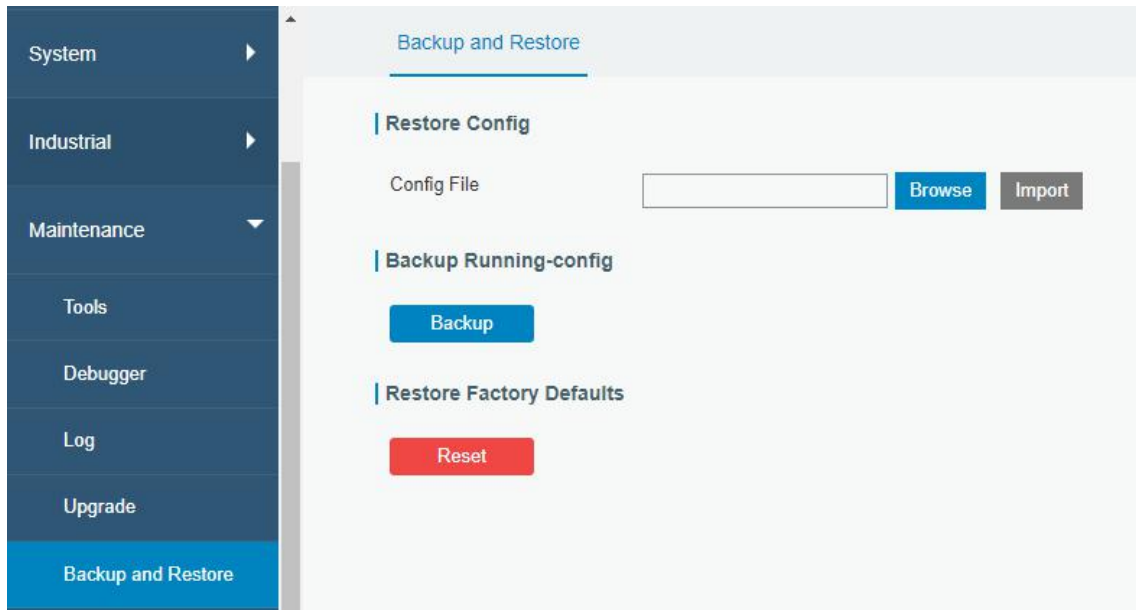 System
Industrial
Maintenance
Tools
Debugger
Log
Upgrade
Backup and Restore
Backup and Restore
Restore Config
Config File
Browse
Import
Backup Running-config
Backup
Restore Factory Defaults
Reset